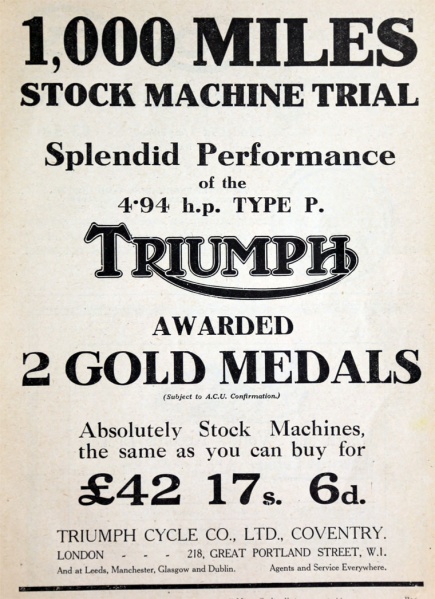 1,000 MILES
STOCK MACHINE TRIAL
Splendid Performance
of the
4·94 h.p. TYPE P.
TRIUMPH
AWARDED
2 GOLD MEDALS
(Subject to A.C.U. Confirmation.)
Absolutely Stock Machines,
the same as you can buy for
£42 17s. 6d.
TRIUMPH CYCLE CO., LTD., COVENTRY.
LONDON - - - 218, GREAT PORTLAND STREET, W.1.
And at Leeds, Manchester, Glasgow and Dublin. Agents and Service Everywhere.